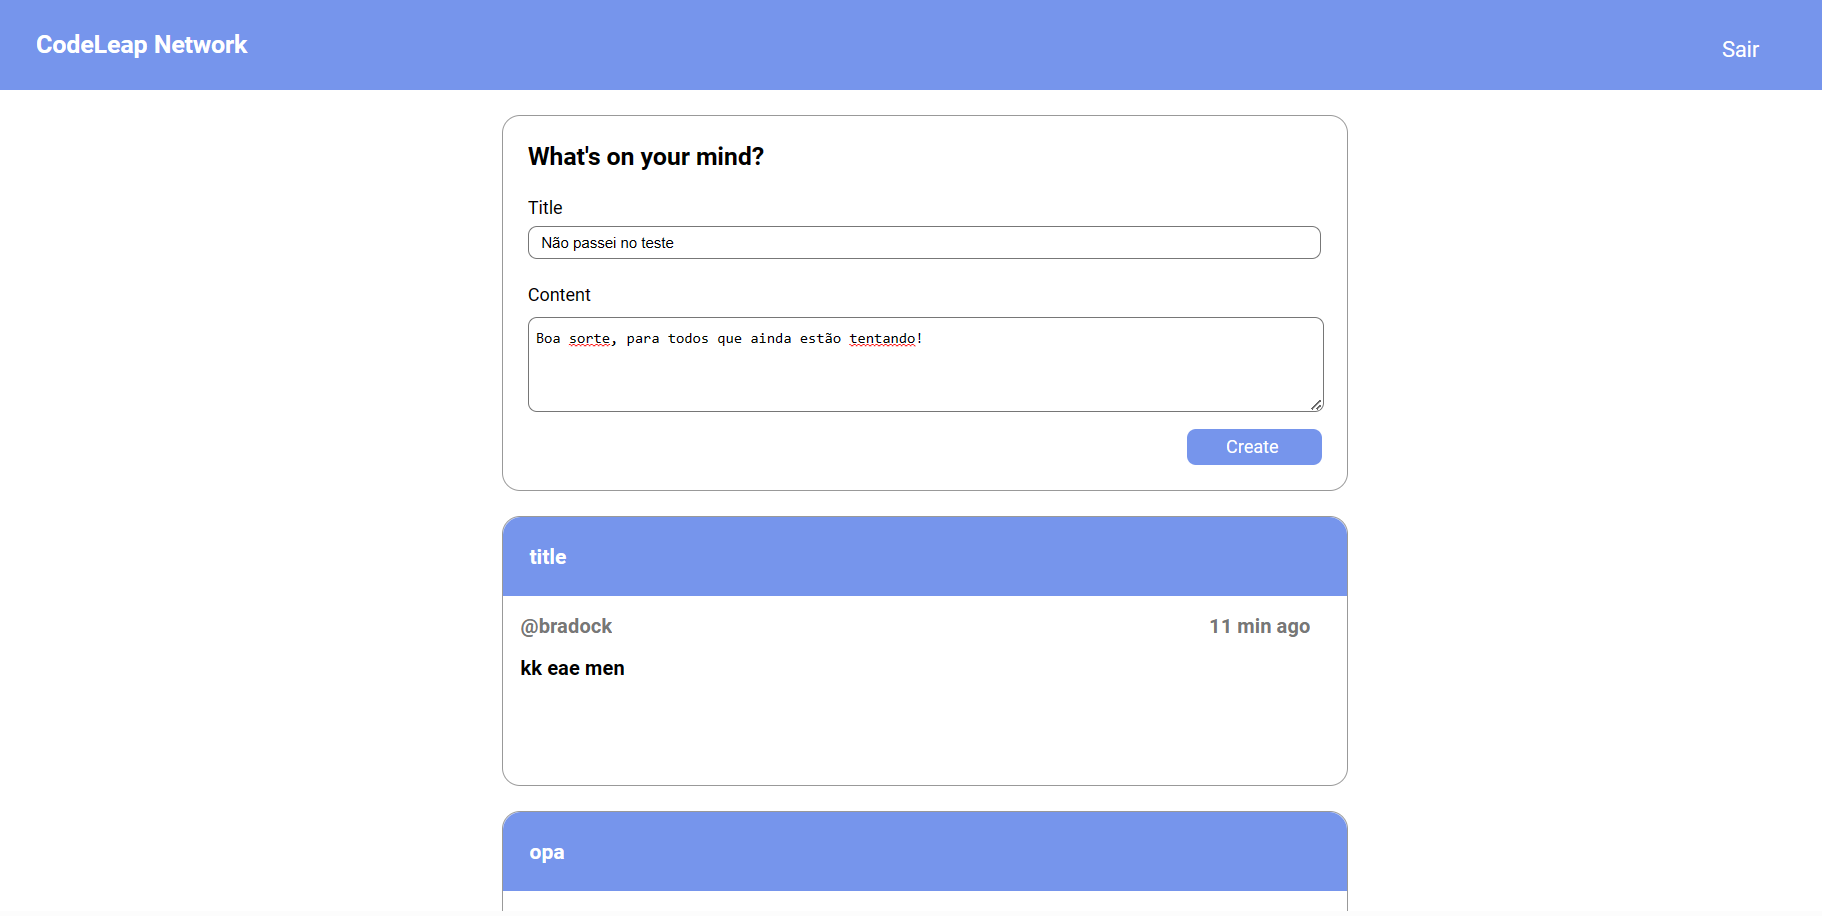 CodeLeap Network
Sair
What's on your mind?
Title
Não passei no teste
Content
Boa sorte, para todos que ainda estão tentando!
Create
title
@bradock
11 min ago
kk eae men
opa